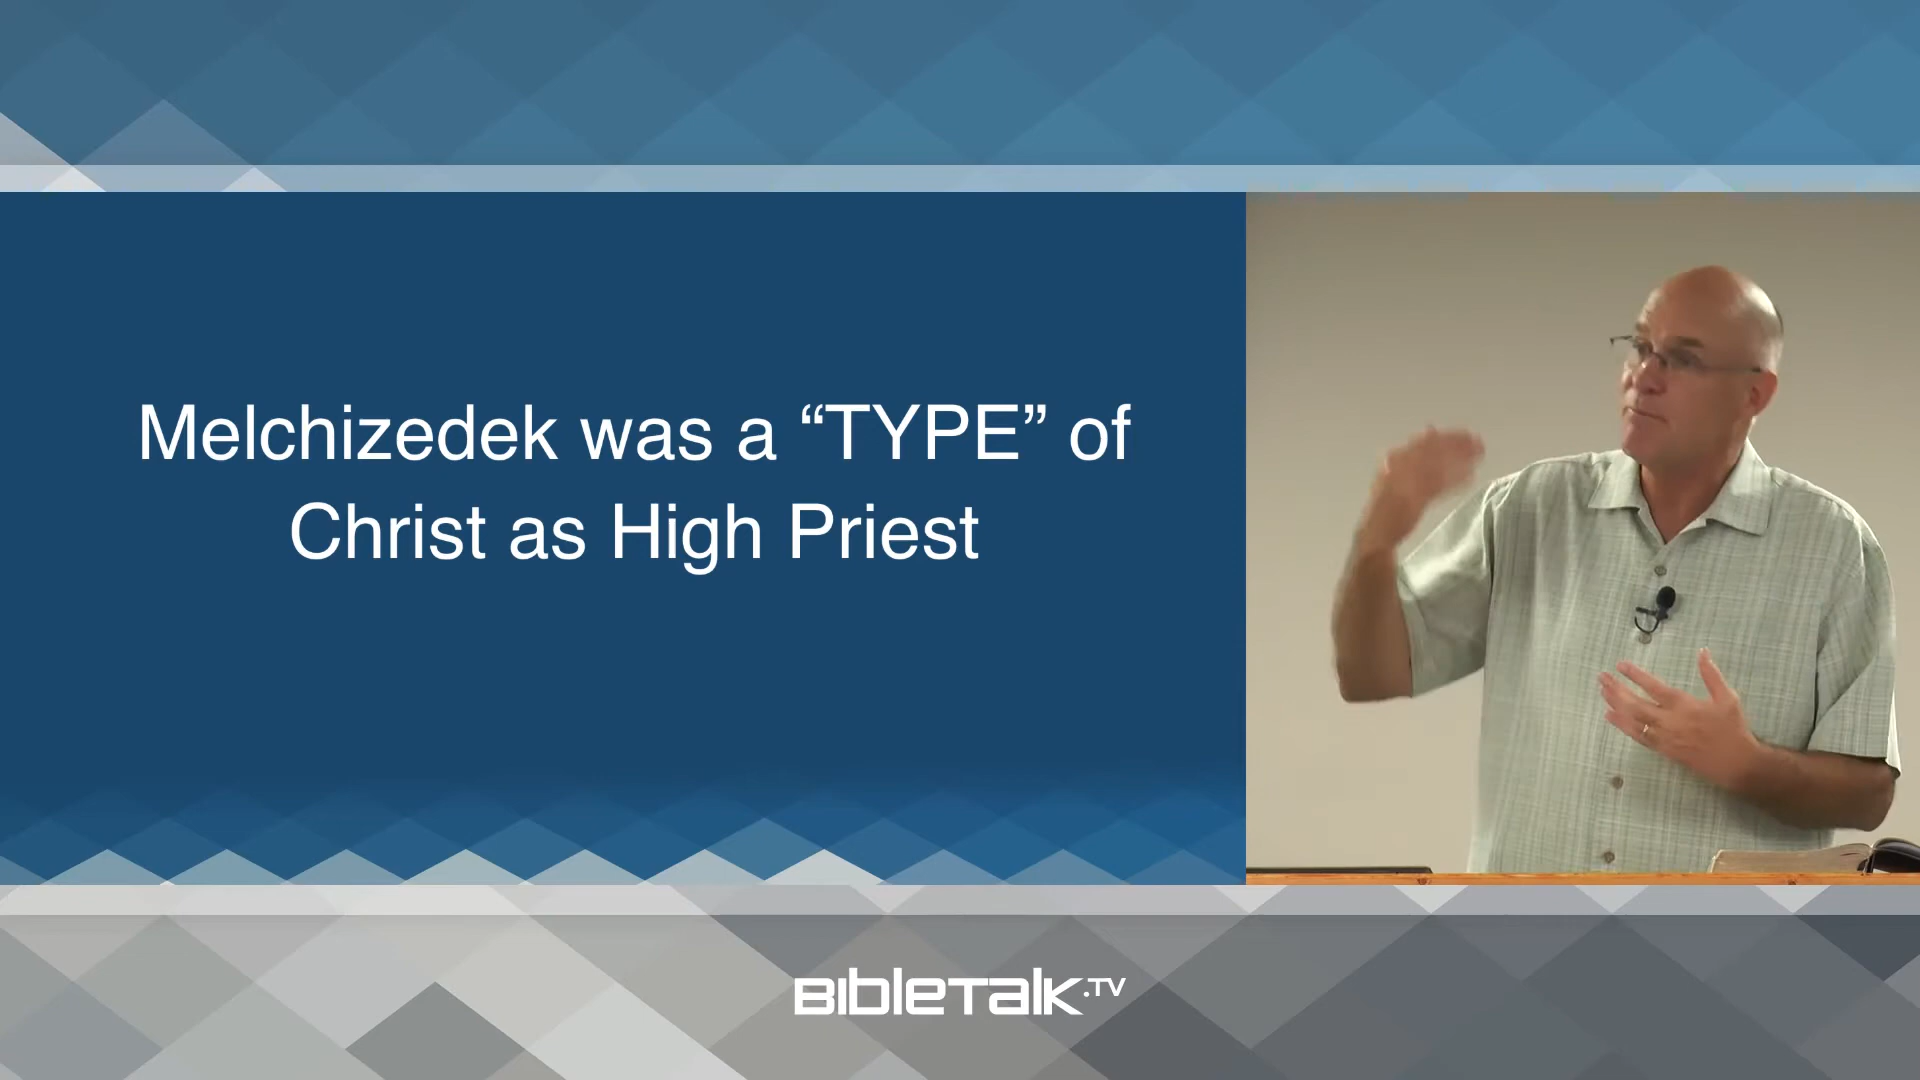 Melchizedek was a “TYPE” of
Christ as High Priest
BIBLETALK.TV